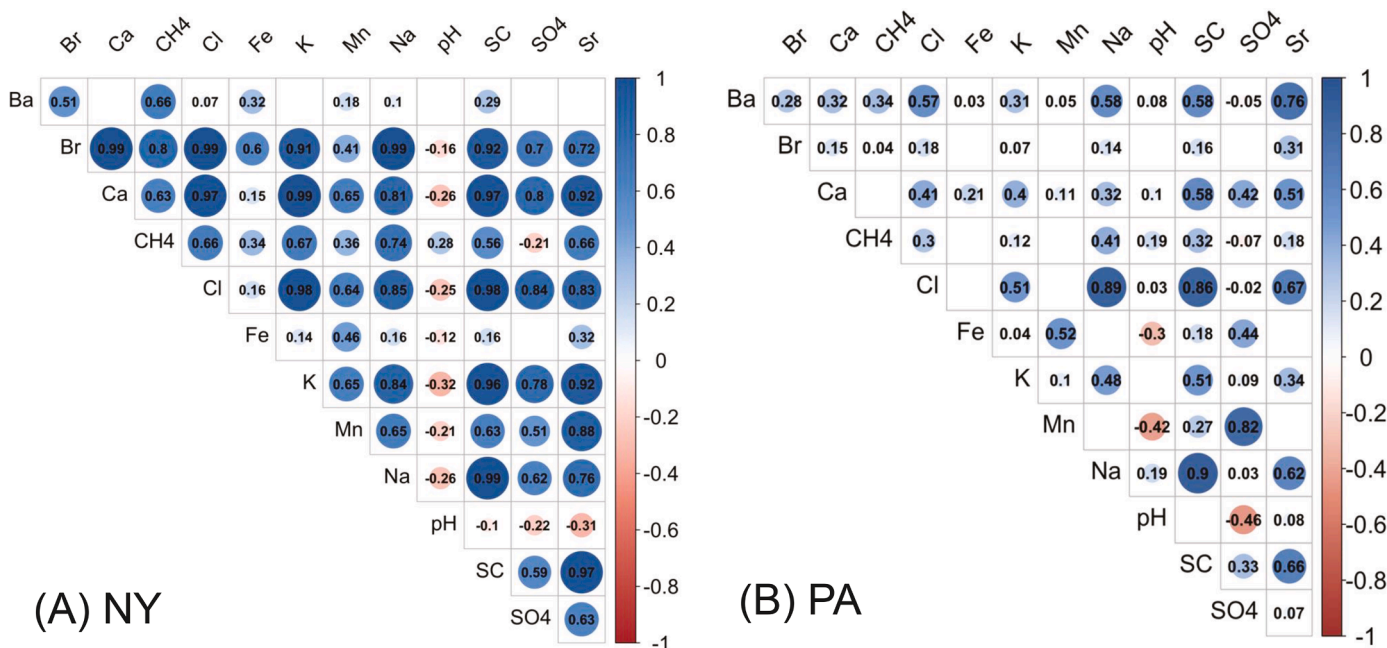 Br Ca CH4 Cl Fe K Mn Na pH SC SO4 Sr
Ba 0.51 0.66 0.07 0.32 0.18 0.1 0.29
Br 0.99 0.8 0.99 0.6 0.91 0.41 0.99 -0.16 0.92 0.7 0.72
Ca 0.63 0.97 0.15 0.99 0.65 0.81 -0.26 0.97 0.8 0.92
CH4 0.66 0.34 0.67 0.36 0.74 0.28 0.56 -0.21 0.66
Cl 0.16 0.98 0.64 0.85 -0.25 0.98 0.84 0.83
Fe 0.14 0.46 0.16 -0.12 0.16 0.32
K 0.65 0.84 -0.32 0.96 0.78 0.92
Mn 0.65 -0.21 0.63 0.51 0.88
Na -0.26 0.99 0.62 0.76
pH -0.1 -0.22 -0.31
SC 0.59 0.97
SO4 0.63
1
0.8
0.6
0.4
0.2
0
-0.2
-0.4
-0.6
-0.8
-1
(A) NY
Br Ca CH4 Cl Fe K Mn Na pH SC SO4 Sr
Ba 0.28 0.32 0.34 0.57 0.03 0.31 0.05 0.58 0.08 0.58 -0.05 0.76
Br 0.15 0.04 0.18 0.07 0.14 0.16 0.31
Ca 0.41 0.21 0.4 0.11 0.32 0.1 0.58 0.42 0.51
CH4 0.3 0.12 0.41 0.19 0.32 -0.07 0.18
Cl 0.51 0.89 0.03 0.86 -0.02 0.67
Fe 0.04 0.52 -0.3 0.18 0.44
K 0.1 0.48 0.51 0.09 0.34
Mn -0.42 0.27 0.82
Na 0.19 0.9 0.03 0.62
pH -0.46 0.08
SC 0.33 0.66
SO4 0.07
1
0.8
0.6
0.4
0.2
0
-0.2
-0.4
-0.6
-0.8
-1
(B) PA